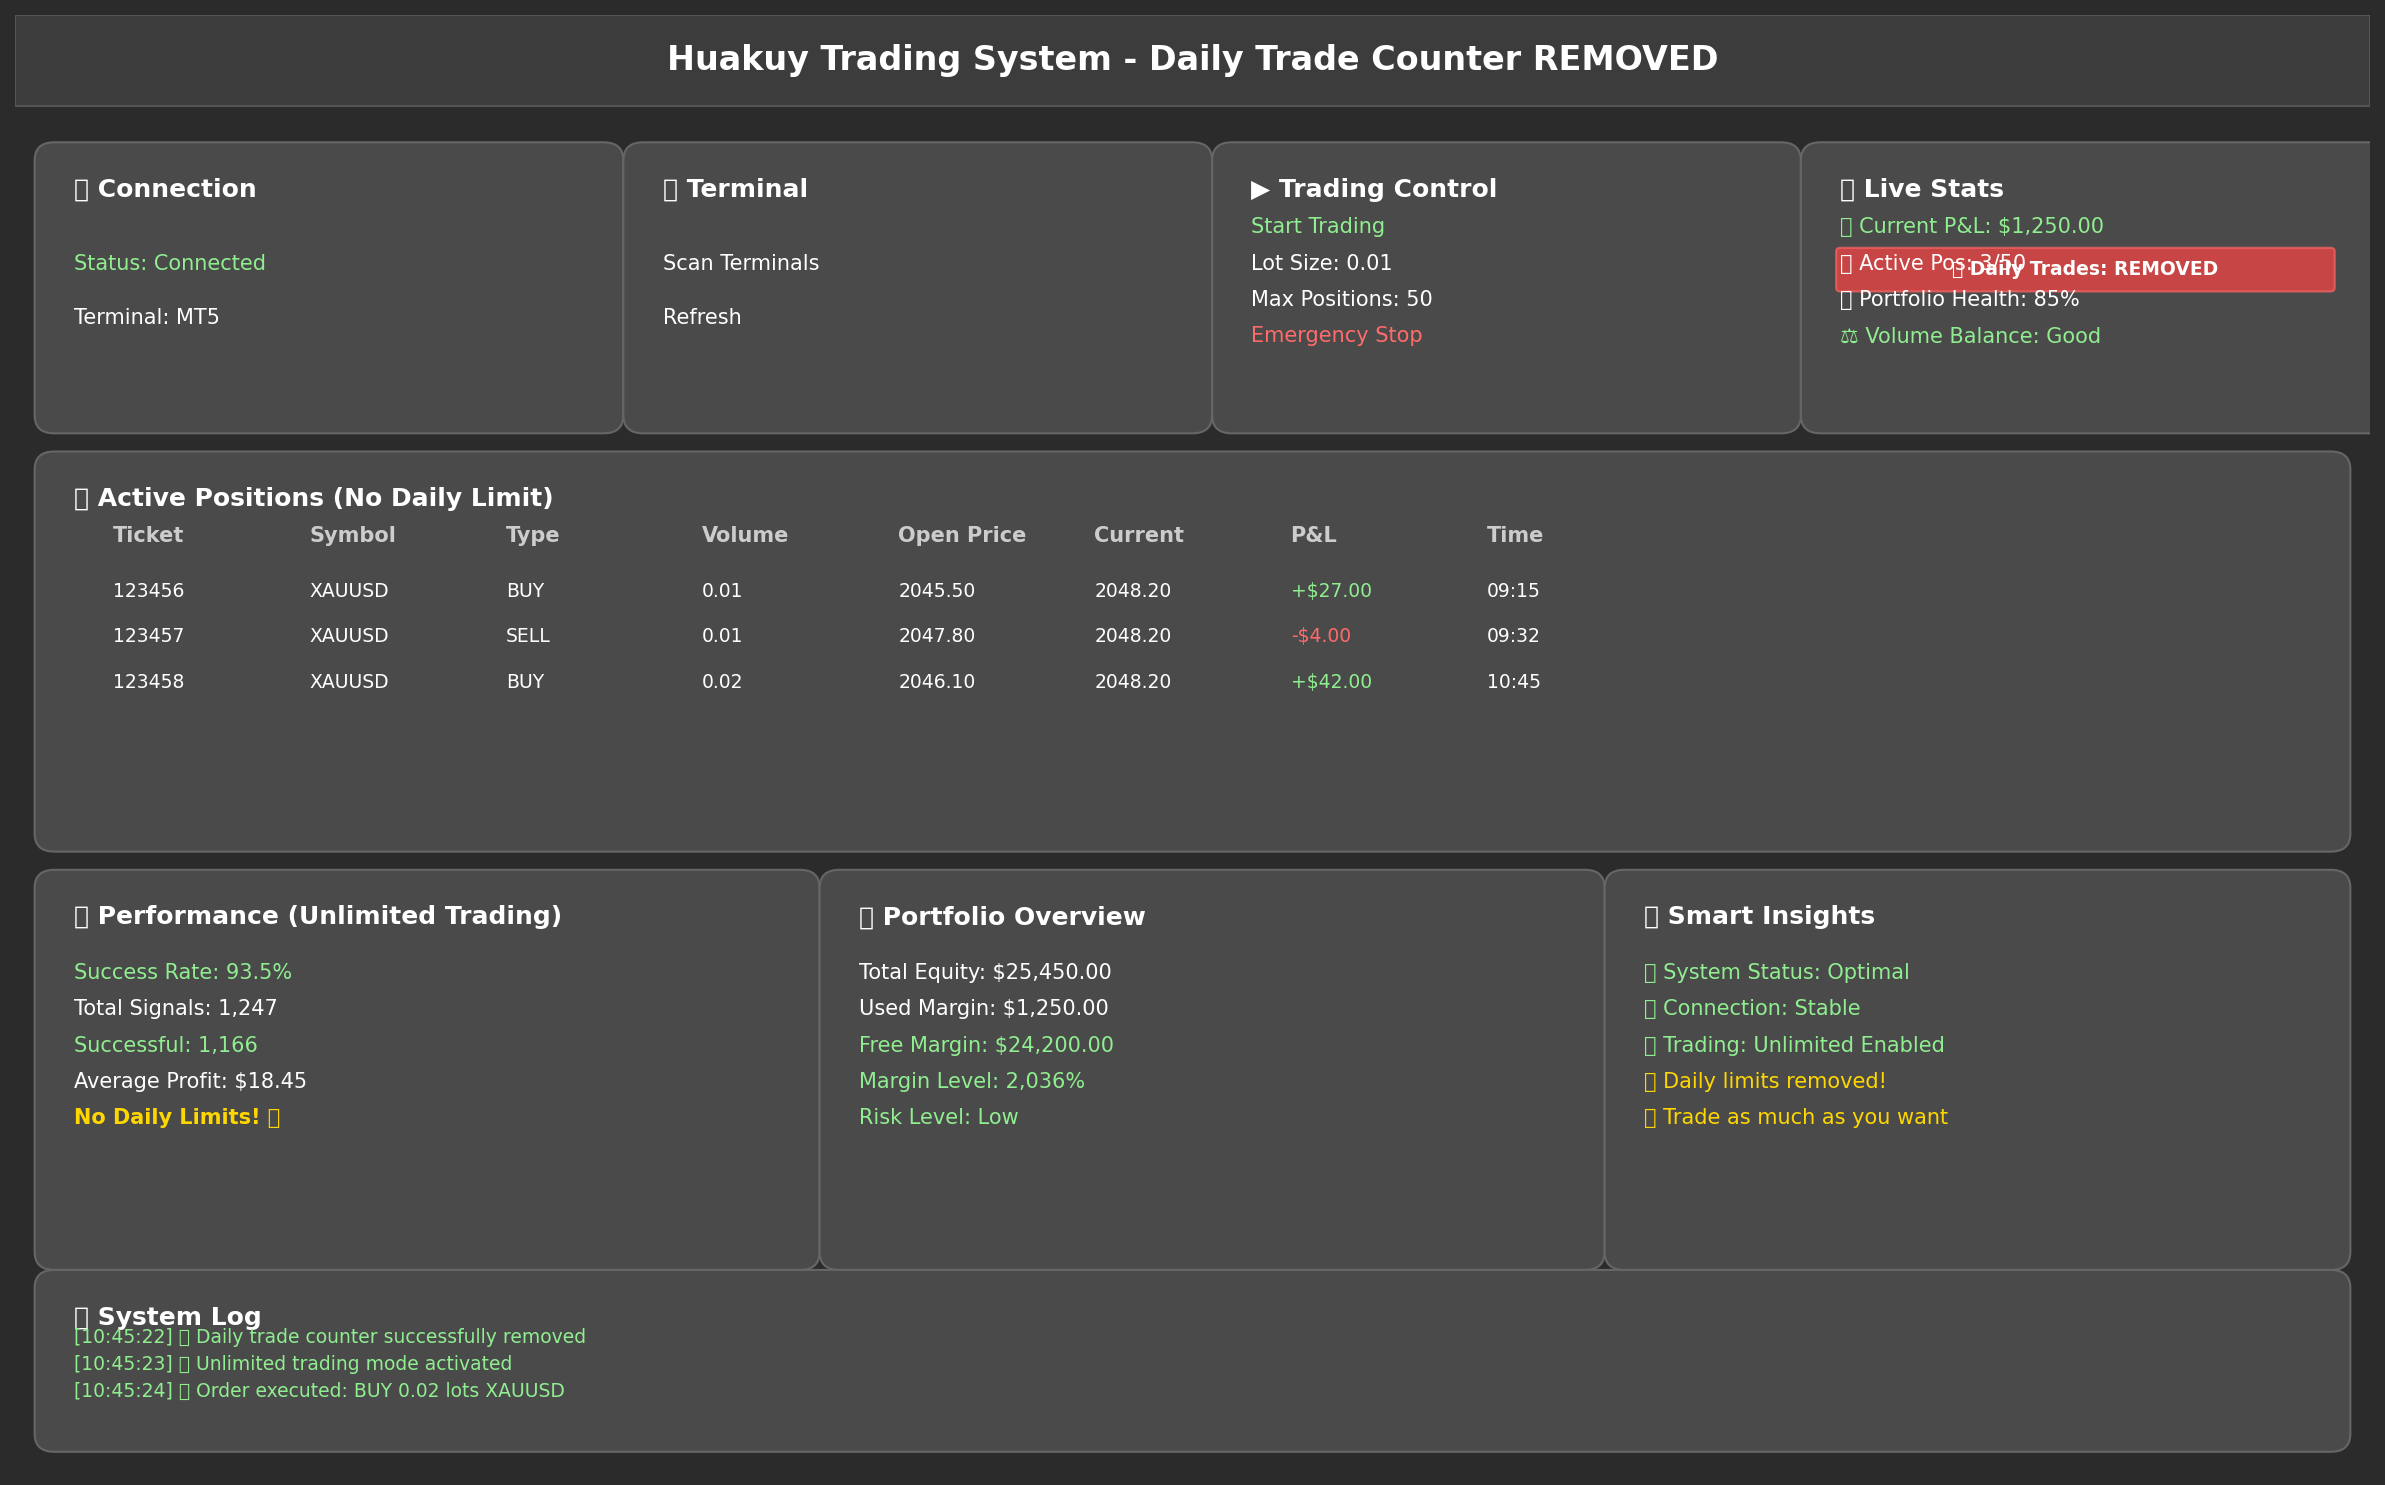 Huakuy Trading System - Daily Trade Counter REMOVED
Connection
Status: Connected
Terminal: MT5
Terminal
Scan Terminals
Refresh
▶ Trading Control
Start Trading
Lot Size: 0.01
Max Positions: 50
Emergency Stop
Live Stats
Current P&L: $1,250.00
Active Pos: 3/50
Daily Trades: REMOVED
Portfolio Health: 85%
⚖ Volume Balance: Good
Active Positions (No Daily Limit)
Ticket Symbol Type Volume Open Price Current P&L Time
123456 XAUUSD BUY 0.01 2045.50 2048.20 +$27.00 09:15
123457 XAUUSD SELL 0.01 2047.80 2048.20 -$4.00 09:32
123458 XAUUSD BUY 0.02 2046.10 2048.20 +$42.00 10:45
Performance (Unlimited Trading)
Success Rate: 93.5%
Total Signals: 1,247
Successful: 1,166
Average Profit: $18.45
No Daily Limits!
Portfolio Overview
Total Equity: $25,450.00
Used Margin: $1,250.00
Free Margin: $24,200.00
Margin Level: 2,036%
Risk Level: Low
Smart Insights
System Status: Optimal
Connection: Stable
Trading: Unlimited Enabled
Daily limits removed!
Trade as much as you want
System Log
[10:45:22] Daily trade counter successfully removed
[10:45:23] Unlimited trading mode activated
[10:45:24] Order executed: BUY 0.02 lots XAUUSD